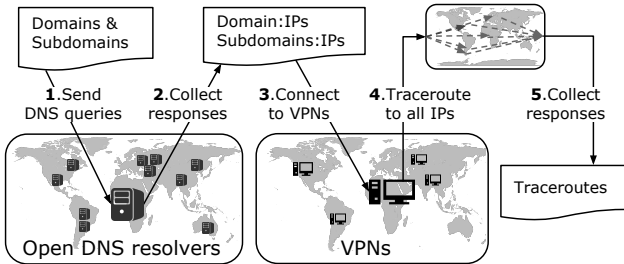 Domains &
Subdomains
Domain:IPs
Subdomains:IPs
1.Send
DNS queries
2.Collect
responses
3.Connect
to VPNs
4.Traceroute
to all IPs
5.Collect
responses
Open DNS resolvers
VPNs
Traceroutes